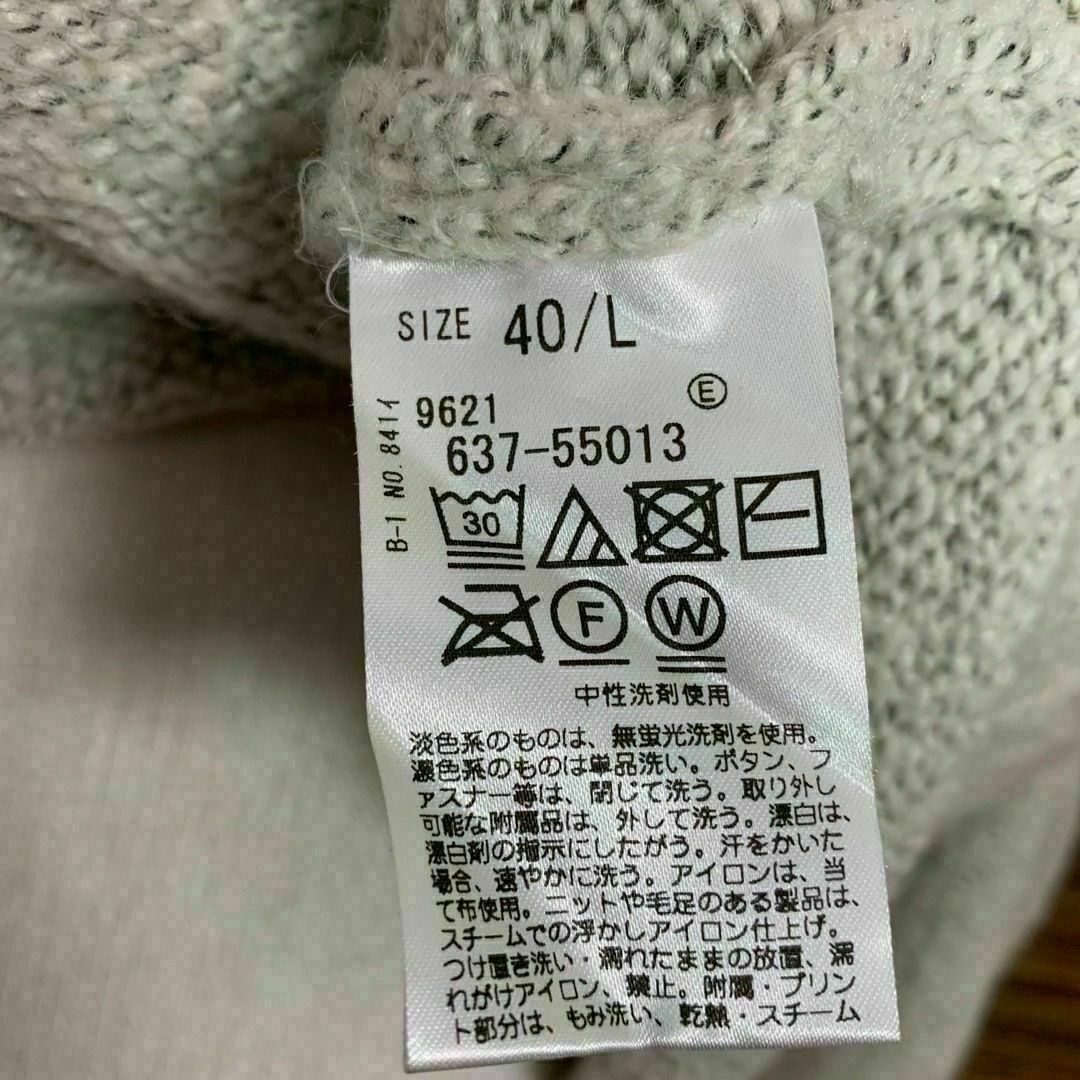 SIZE 40/L
E
9621
637-55013
B-1 NO.8411
30
F W
中性洗剤使用
淡色系のものは、無蛍光洗剤を使用。
濃色系のものは単品洗い。ボタン、フ
ァスナー等は、閉じて洗う。取り外し
可能な附属品は、外して洗う。漂白は、
漂白剤の指示にしたがう。汗をかいた
場合、速やかに洗う。アイロンは、当
て布使用。ニットや毛足のある製品は、
スチームでの浮かしアイロン仕上げ。
つけ置き洗い・濡れたままの放置、濡
れがけアイロン、禁止。附属・プリン
ト部分は、もみ洗い、乾熱・スチーム